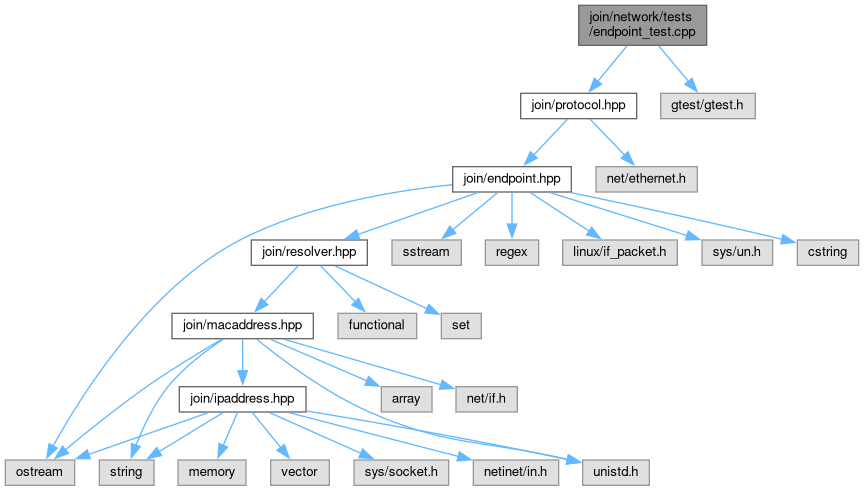 join/network/tests
/endpoint_test.cpp
join/protocol.hpp
gtest/gtest.h
join/endpoint.hpp
net/ethernet.h
join/resolver.hpp
sstream
regex
linux/if_packet.h
sys/un.h
cstring
join/macaddress.hpp
functional
set
join/ipaddress.hpp
array
net/if.h
ostream
string
memory
vector
sys/socket.h
netinet/in.h
unistd.h